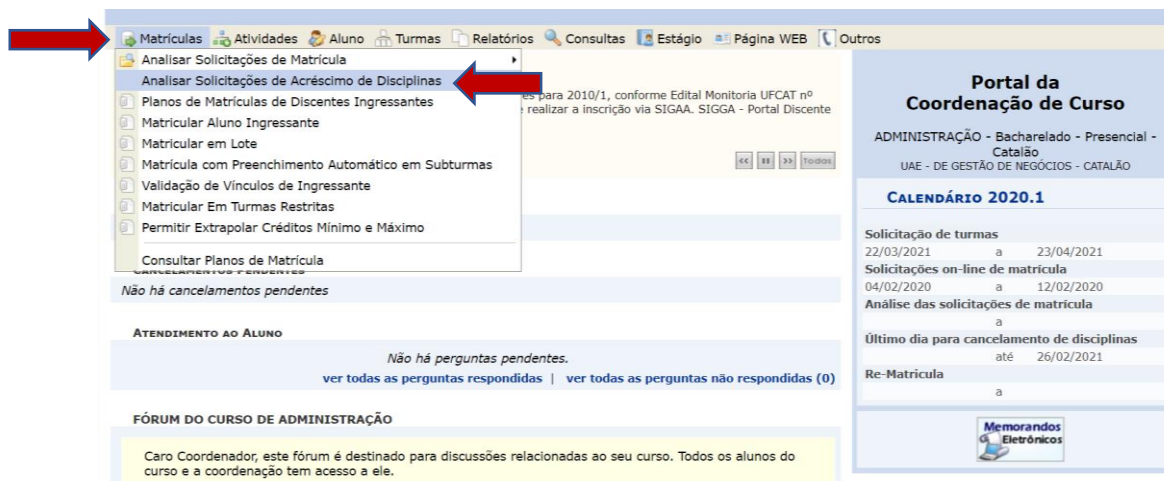 Matrículas Atividades Aluno Turmas Relatórios Consultas Estágio Página WEB Outros
Analisar Solicitações de Matrícula
Analisar Solicitações de Acréscimo de Disciplinas
Planos de Matrículas de Discentes Ingressantes
Matricular Aluno Ingressante
Matricular em Lote
Matrícula com Preenchimento Automático em Subturmas
Validação de Vínculos de Ingressante
Matricular Em Turmas Restritas
Permitir Extrapolar Créditos Mínimo e Máximo
Consultar Planos de Matrícula
es para 2010/1, conforme Edital Monitoria UFCAT nº
realizar a inscrição via SIGAA. SIGGA - Portal Discente
Todas
CANCELAMENTOS PENDENTES
Não há cancelamentos pendentes
ATENDIMENTO AO ALUNO
Não há perguntas pendentes.
ver todas as perguntas respondidas | ver todas as perguntas não respondidas (0)
FÓRUM DO CURSO DE ADMINISTRAÇÃO
Caro Coordenador, este fórum é destinado para discussões relacionadas ao seu curso. Todos os alunos do
curso e a coordenação tem acesso a ele.
Portal da
Coordenação de Curso
ADMINISTRAÇÃO - Bacharelado - Presencial -
Catalão
UAE - DE GESTÃO DE NEGÓCIOS - CATALÃO
CALENDÁRIO 2020.1
Solicitação de turmas
22/03/2021 a 23/04/2021
Solicitações on-line de matrícula
04/02/2020 a 12/02/2020
Análise das solicitações de matrícula
a
Último dia para cancelamento de disciplinas
até 26/02/2021
Re-Matricula
a
Memorandos
Eletrônicos